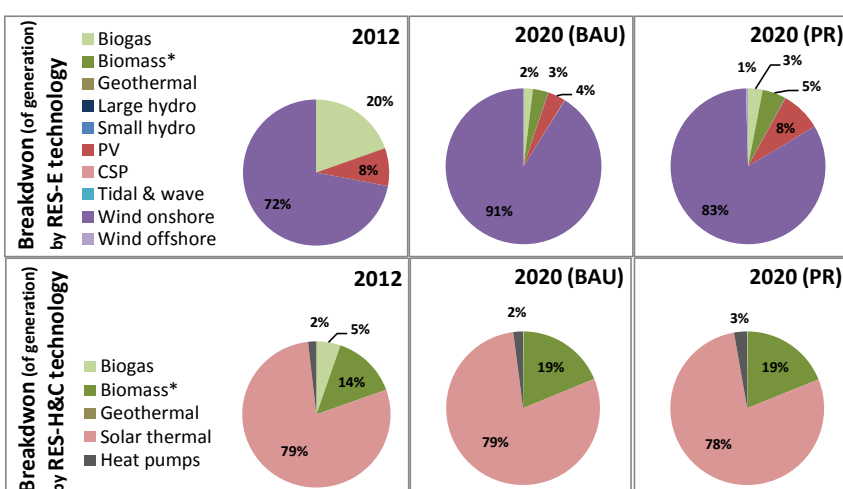 Breakdwon (of generation)
by RES-E technology
Biogas
Biomass*
Geothermal
Large hydro
Small hydro
PV
CSP
Tidal & wave
Wind onshore
Wind offshore
2012
20%
8%
72%
2020 (BAU)
2% 3%
4%
91%
2020 (PR)
1% 3%
5%
8%
83%
Breakdwon (of generation)
by RES-H&C technology
Biogas
Biomass*
Geothermal
Solar thermal
Heat pumps
2012
2% 5%
14%
79%
2020 (BAU)
2%
19%
79%
2020 (PR)
3%
19%
78%